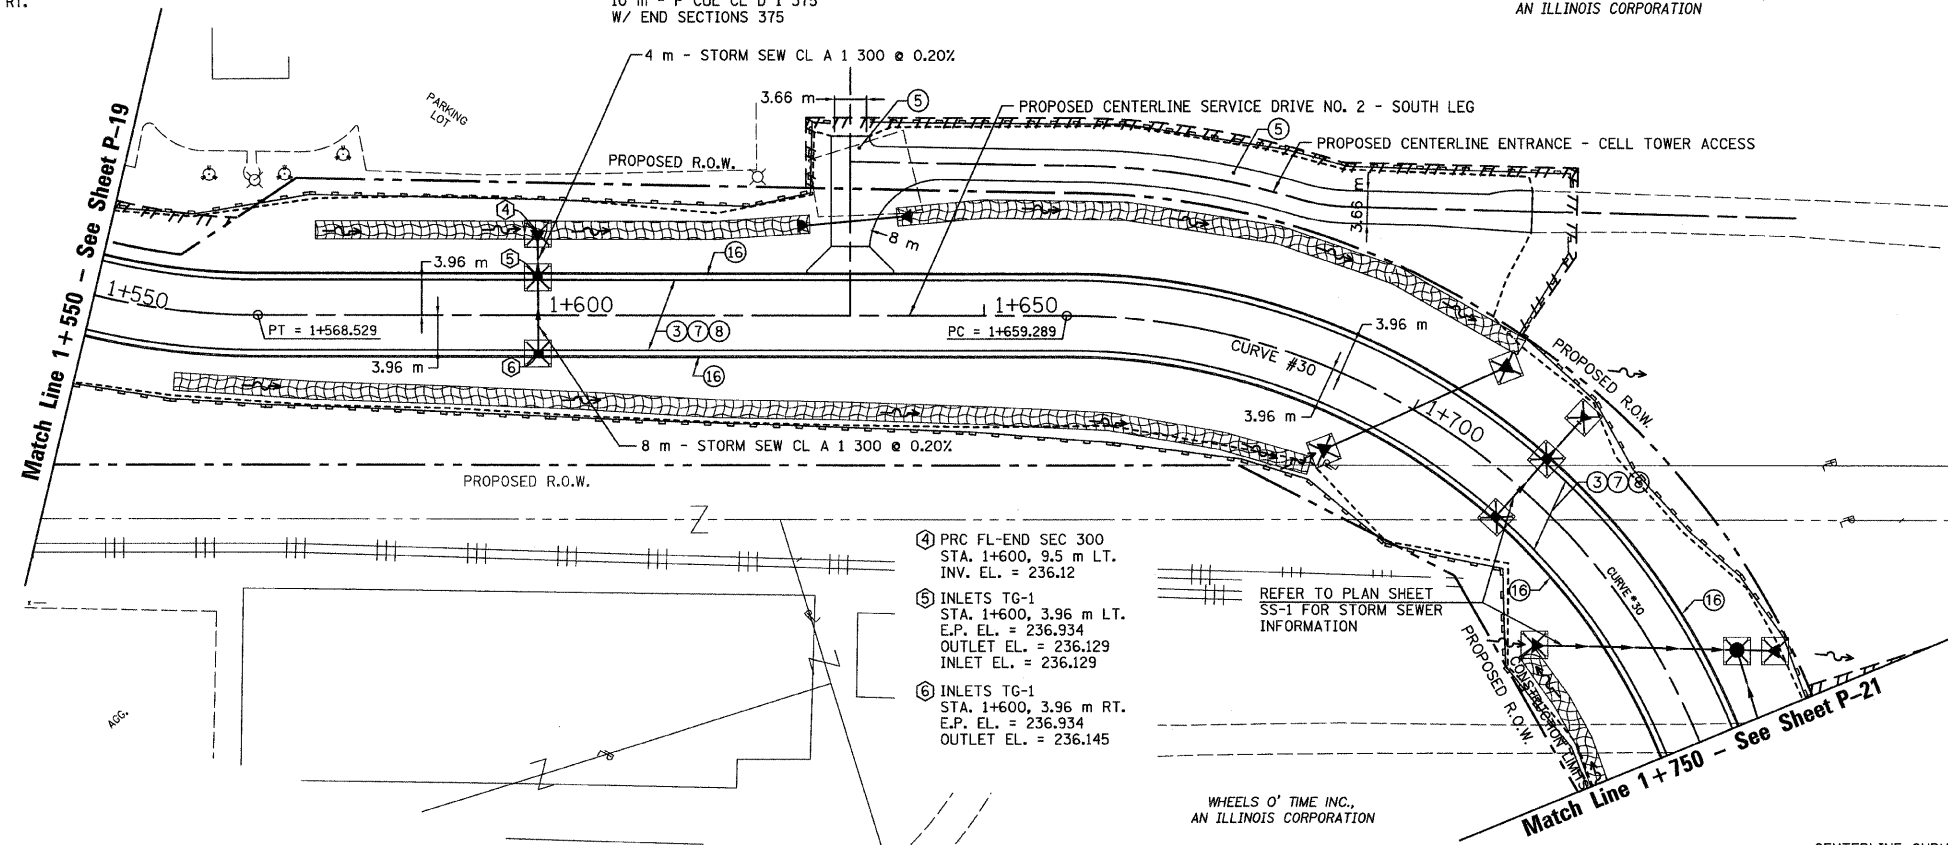 RT.
W/ END SECTIONS 375
AN ILLINOIS CORPORATION
4 m - STORM SEW CL A 1 300 @ 0.20%
3.66 m
5
PROPOSED CENTERLINE SERVICE DRIVE NO. 2 - SOUTH LEG
5
PROPOSED CENTERLINE ENTRANCE - CELL TOWER ACCESS
PARKING
LOT
PROPOSED R.O.W.
3.66 m
Match Line 1+550 - See Sheet P-19
4
5
3.96 m
16
8 m
1+550
1+600
1+650
PT = 1+568.529
3 7 8
PC = 1+659.289
3.96 m
6
16
CURVE #30
3.96 m
3.96 m
PROPOSED R.O.W.
1+700
8 m - STORM SEW CL A 1 300 @ 0.20%
PROPOSED R.O.W.
3 7 8
4 PRC FL-END SEC 300
STA. 1+600, 9.5 m LT.
INV. EL. = 236.12
5 INLETS TG-1
STA. 1+600, 3.96 m LT.
E.P. EL. = 236.934
OUTLET EL. = 236.129
INLET EL. = 236.129
6 INLETS TG-1
STA. 1+600, 3.96 m RT.
E.P. EL. = 236.934
OUTLET EL. = 236.145
REFER TO PLAN SHEET
SS-1 FOR STORM SEWER
INFORMATION
16
CURVE #30
16
PROPOSED R.O.W.
CONSTRUCTION LIMITS
AGG.
WHEELS O' TIME INC.,
AN ILLINOIS CORPORATION
Match Line 1+750 - See Sheet P-21